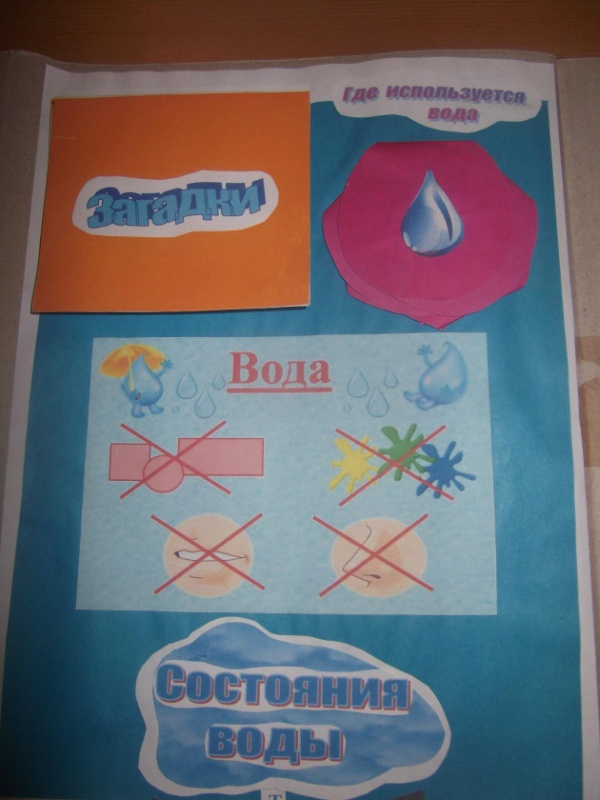 Где используется
вода
Загадки
Вода
Состояния
воды
Т